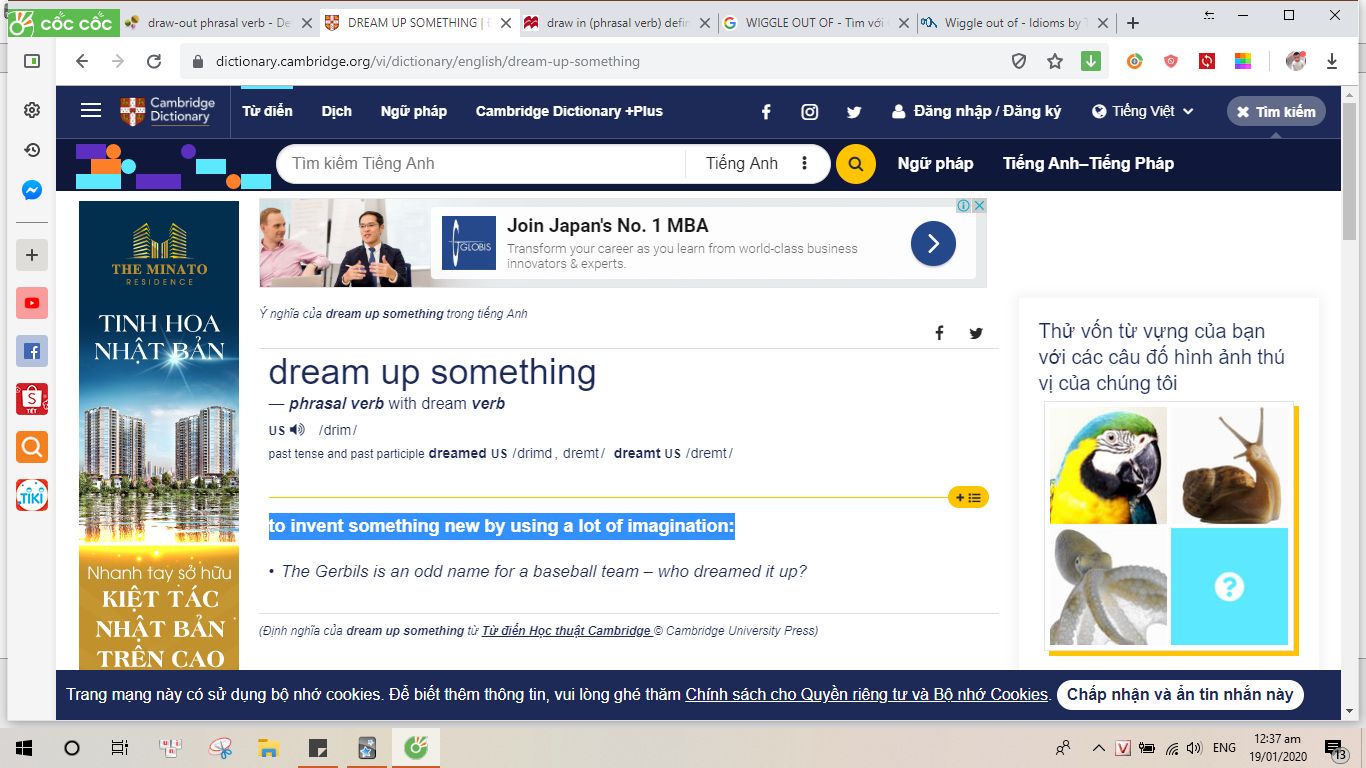 cốc cốc
draw-out phrasal verb - De
DREAM UP SOMETHING |
draw in (phrasal verb) defin
WIGGLE OUT OF - Tìm với
Wiggle out of - Idioms by
dictionary.cambridge.org/vi/dictionary/english/dream-up-something
Cambridge
Dictionary
Từ điển Dịch Ngữ pháp Cambridge Dictionary +Plus
Đăng nhập / Đăng ký
Tiếng Việt
Tìm kiếm
Tìm kiếm Tiếng Anh
Tiếng Anh
Ngữ pháp Tiếng Anh–Tiếng Pháp
THE MINATO
RESIDENCE
TINH HOA
NHẬT BẢN
Nhanh tay sở hữu
KIỆT TÁC
NHẬT BẢN
TRÊN CAO
GLOBIS
Join Japan's No. 1 MBA
Transform your career as you learn from world-class business
innovators & experts.
Ý nghĩa của dream up something trong tiếng Anh
dream up something
— phrasal verb with dream verb
US /drim/
past tense and past participle dreamed US /drimd, dremt/ dreamt US /dremt/
to invent something new by using a lot of imagination:
• The Gerbils is an odd name for a baseball team – who dreamed it up?
(Định nghĩa của dream up something từ Từ điển Học thuật Cambridge © Cambridge University Press)
Thử vốn từ vựng của bạn
với các câu đố hình ảnh thú
vị của chúng tôi
?
S
TẾT
TIKI
Trang mạng này có sử dụng bộ nhớ cookies. Để biết thêm thông tin, vui lòng ghé thăm Chính sách cho Quyền riêng tư và Bộ nhớ Cookies.
Chấp nhận và ẩn tin nhắn này
V
ENG
12:37 am
19/01/2020
13